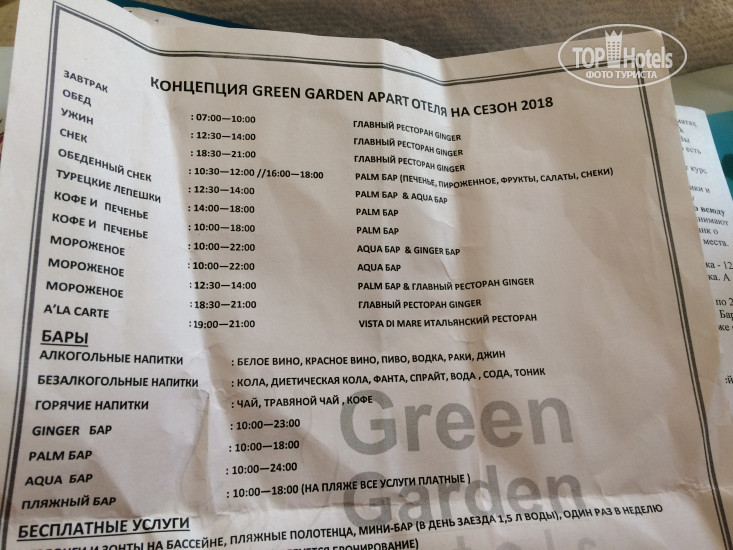 TOP Hotels
ФОТО ТУРИСТА
КОНЦЕПЦИЯ GREEN GARDEN APART ОТЕЛЯ НА СЕЗОН 2018
ЗАВТРАК : 07:00—10:00 ГЛАВНЫЙ РЕСТОРАН GINGER
ОБЕД : 12:30—14:00 ГЛАВНЫЙ РЕСТОРАН GINGER
УЖИН : 18:30—21:00 ГЛАВНЫЙ РЕСТОРАН GINGER
СНЕК : 10:30—12:00 //16:00—18:00 PALM БАР (ПЕЧЕНЬЕ, ПИРОЖЕННОЕ, ФРУКТЫ, САЛАТЫ, СНЕКИ)
ОБЕДЕННЫЙ СНЕК : 12:30—14:00 PALM БАР & AQUA БАР
ТУРЕЦКИЕ ЛЕПЕШКИ : 14:00—18:00 PALM БАР
КОФЕ И ПЕЧЕНЬЕ : 10:00—18:00 PALM БАР
КОФЕ И ПЕЧЕНЬЕ : 10:00—22:00 AQUA БАР & GINGER БАР
МОРОЖЕНОЕ : 10:00—22:00 AQUA БАР
МОРОЖЕНОЕ : 12:30—14:00 PALM БАР & ГЛАВНЫЙ РЕСТОРАН GINGER
МОРОЖЕНОЕ : 18:30—21:00 ГЛАВНЫЙ РЕСТОРАН GINGER
A'LA CARTE : 19:00—21:00 VISTA DI MARE ИТАЛЬЯНСКИЙ РЕСТОРАН
БАРЫ
АЛКОГОЛЬНЫЕ НАПИТКИ : БЕЛОЕ ВИНО, КРАСНОЕ ВИНО, ПИВО, ВОДКА, РАКИ, ДЖИН
БЕЗАЛКОГОЛЬНЫЕ НАПИТКИ : КОЛА, ДИЕТИЧЕСКАЯ КОЛА, ФАНТА, СПРАЙТ, ВОДА , СОДА, ТОНИК
ГОРЯЧИЕ НАПИТКИ : ЧАЙ, ТРАВЯНОЙ ЧАЙ , КОФЕ
GINGER БАР : 10:00—23:00
PALM БАР : 10:00—18:00
AQUA БАР : 10:00—24:00
ПЛЯЖНЫЙ БАР : 10:00—18:00 (НА ПЛЯЖЕ ВСЕ УСЛУГИ ПЛАТНЫЕ )
Green
Garden
БЕСПЛАТНЫЕ УСЛУГИ
И ЗОНТЫ НА БАССЕЙНЕ, ПЛЯЖНЫЕ ПОЛОТЕНЦА, МИНИ-БАР (В ДЕНЬ ЗАЕЗДА 1,5 Л ВОДЫ), ОДИН РАЗ В НЕДЕЛЮ
БРОНИРОВАНИЕ)